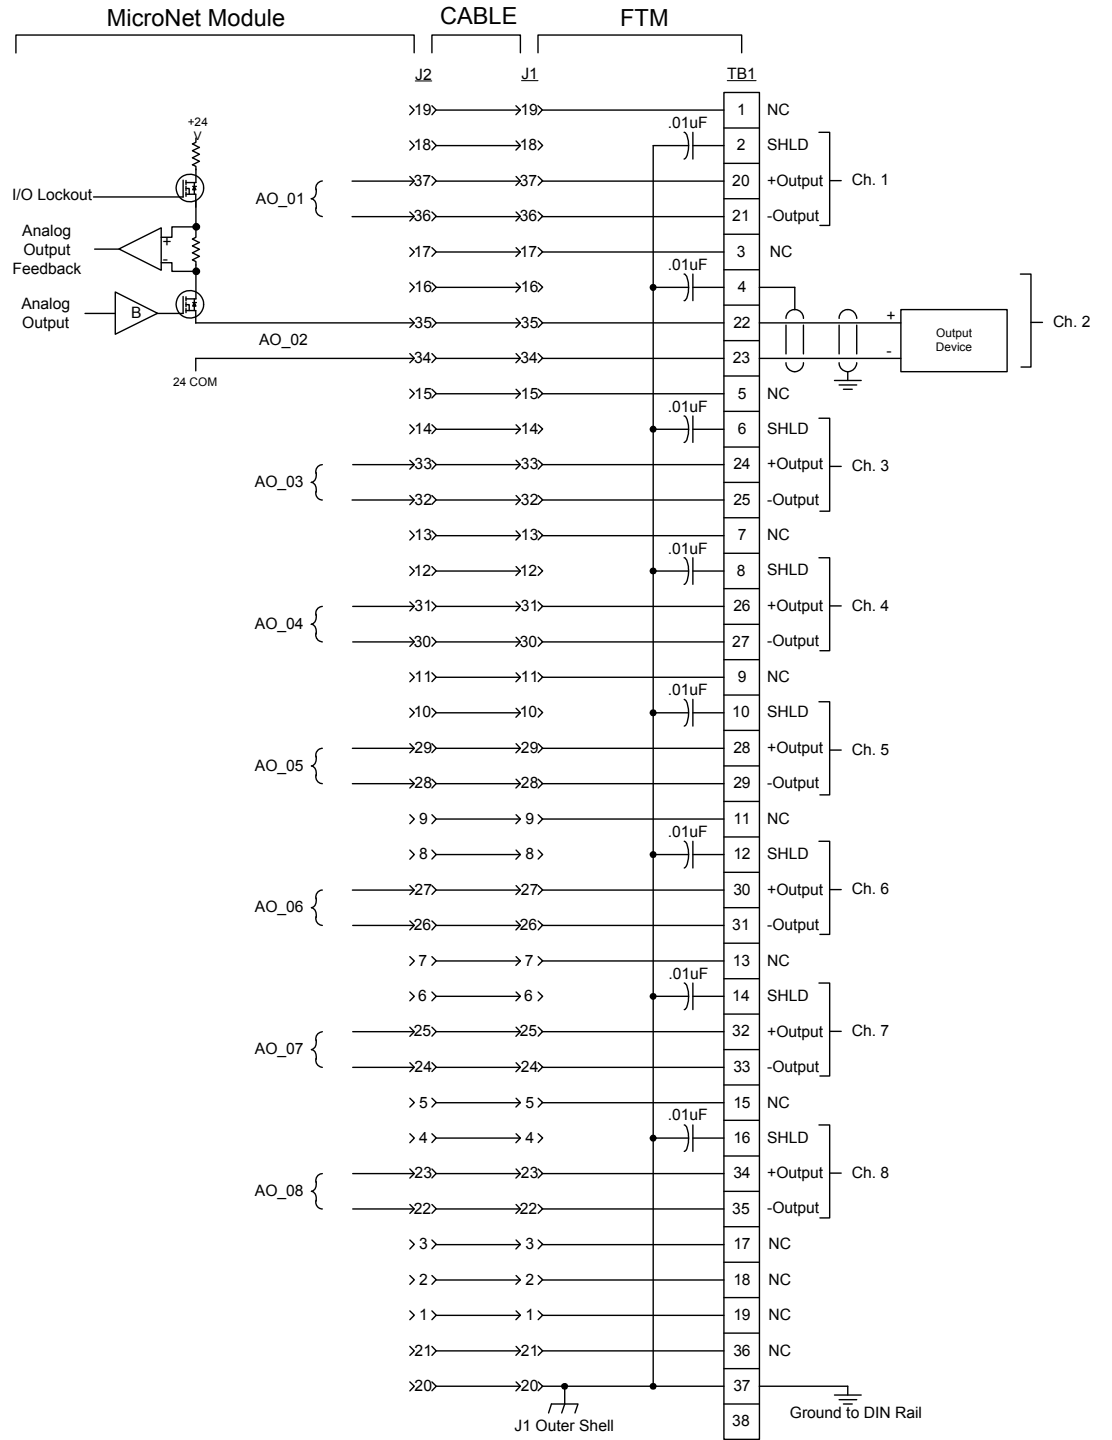 MicroNet Module CABLE FTM
J2 J1 TB1
19 19 1 NC
.01uF
18 18 2 SHLD
+24
I/O Lockout
AO_01
37 37 20 +Output Ch. 1
36 36 21 -Output
Analog
Output
Feedback
+
-
17 17 3 NC
.01uF
16 16 4
Analog
Output
B
35 35 22 + Output
Device
Ch. 2
AO_02
34 34 23 -
24 COM
15 15 5 NC
.01uF
14 14 6 SHLD
AO_03
33 33 24 +Output Ch. 3
32 32 25 -Output
13 13 7 NC
.01uF
12 12 8 SHLD
AO_04
31 31 26 +Output Ch. 4
30 30 27 -Output
11 11 9 NC
.01uF
10 10 10 SHLD
AO_05
29 29 28 +Output Ch. 5
28 28 29 -Output
9 9 11 NC
.01uF
8 8 12 SHLD
AO_06
27 27 30 +Output Ch. 6
26 26 31 -Output
7 7 13 NC
.01uF
6 6 14 SHLD
AO_07
25 25 32 +Output Ch. 7
24 24 33 -Output
5 5 15 NC
.01uF
4 4 16 SHLD
AO_08
23 23 34 +Output Ch. 8
22 22 35 -Output
3 3 17 NC
2 2 18 NC
1 1 19 NC
21 21 36 NC
20 20 37
J1 Outer Shell
Ground to DIN Rail
38